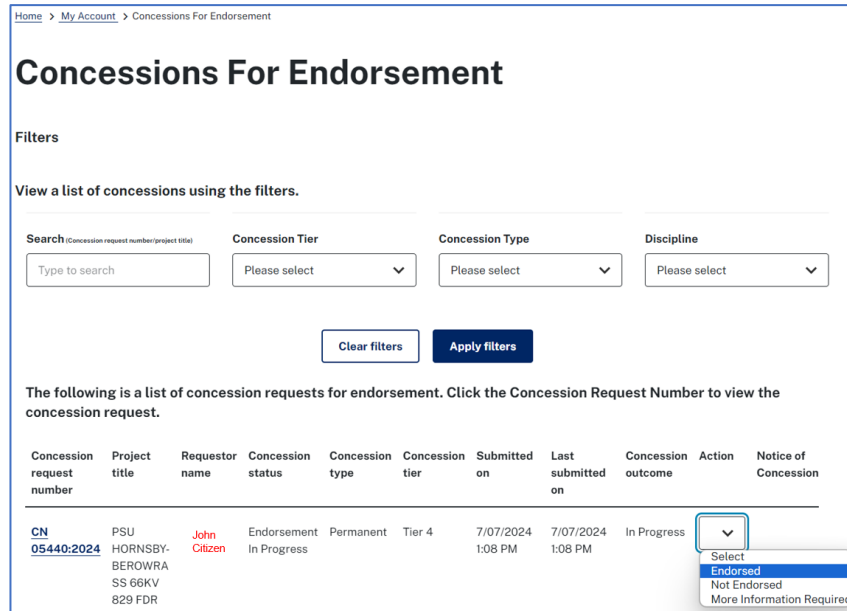 Home > My Account > Concessions For Endorsement
Concessions For Endorsement
Filters
View a list of concessions using the filters.
Search (Concession request number/project title)
Concession Tier
Concession Type
Discipline
Type to search
Please select
Please select
Please select
Clear filters
Apply filters
The following is a list of concession requests for endorsement. Click the Concession Request Number to view the
concession request.
Concession request number
Project title
Requestor name
Concession status
Concession type
Concession tier
Submitted on
Last submitted on
Concession outcome
Action
Notice of Concession
CN 05440:2024
PSU HORNSBY-BEROWRA SS 66KV 829 FDR
John Citizen
Endorsement In Progress
Permanent
Tier 4
7/07/2024 1:08 PM
7/07/2024 1:08 PM
In Progress
Select
Endorsed
Not Endorsed
More Information Required